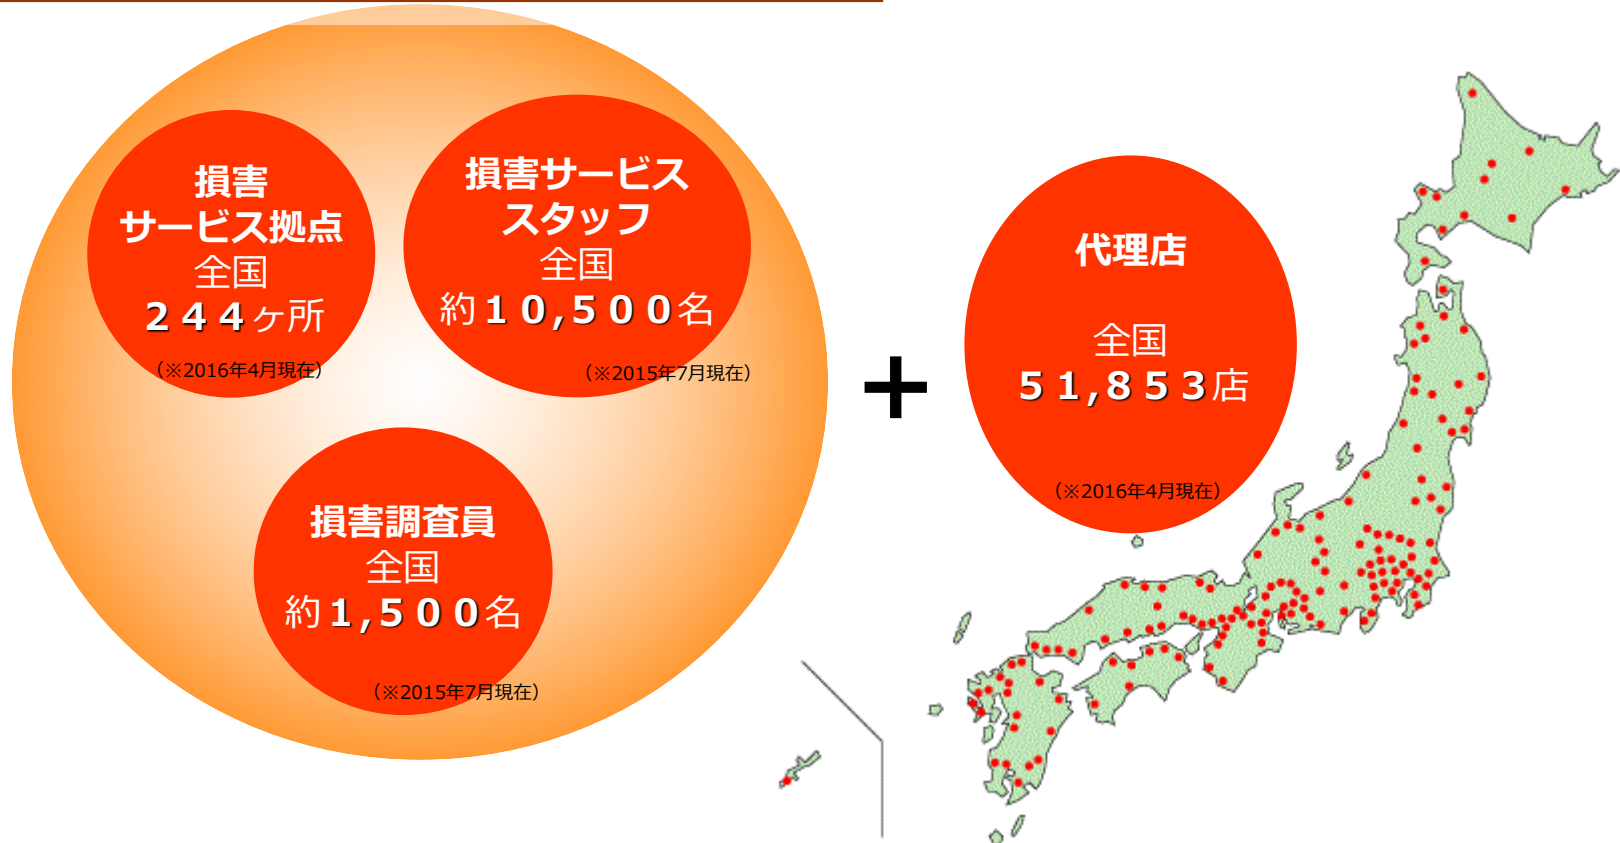 損害
サービス拠点
全国
２４４ヶ所
（※2016年4月現在）
損害サービス
スタッフ
全国
約１０,５００名
（※2015年7月現在）
損害調査員
全国
約１,５００名
（※2015年7月現在）
＋
代理店
全国
５１,８５３店
（※2016年4月現在）